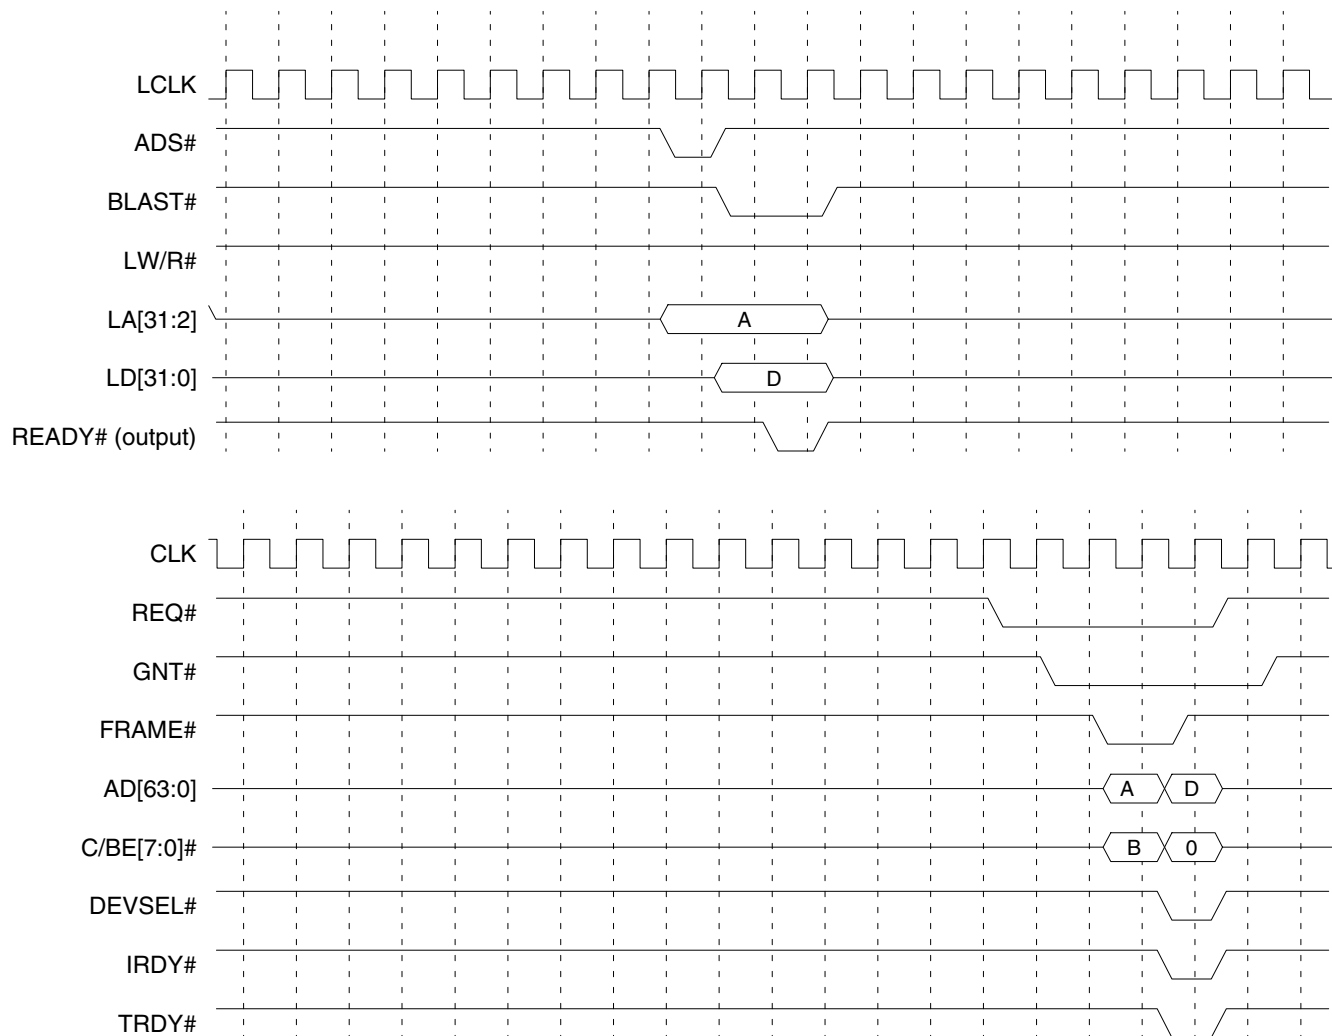 LCLK
ADS#
BLAST#
LW/R#
LA[31:2] A
LD[31:0] D
READY# (output)
CLK
REQ#
GNT#
FRAME#
AD[63:0] A D
C/BE[7:0]# B 0
DEVSEL#
IRDY#
TRDY#